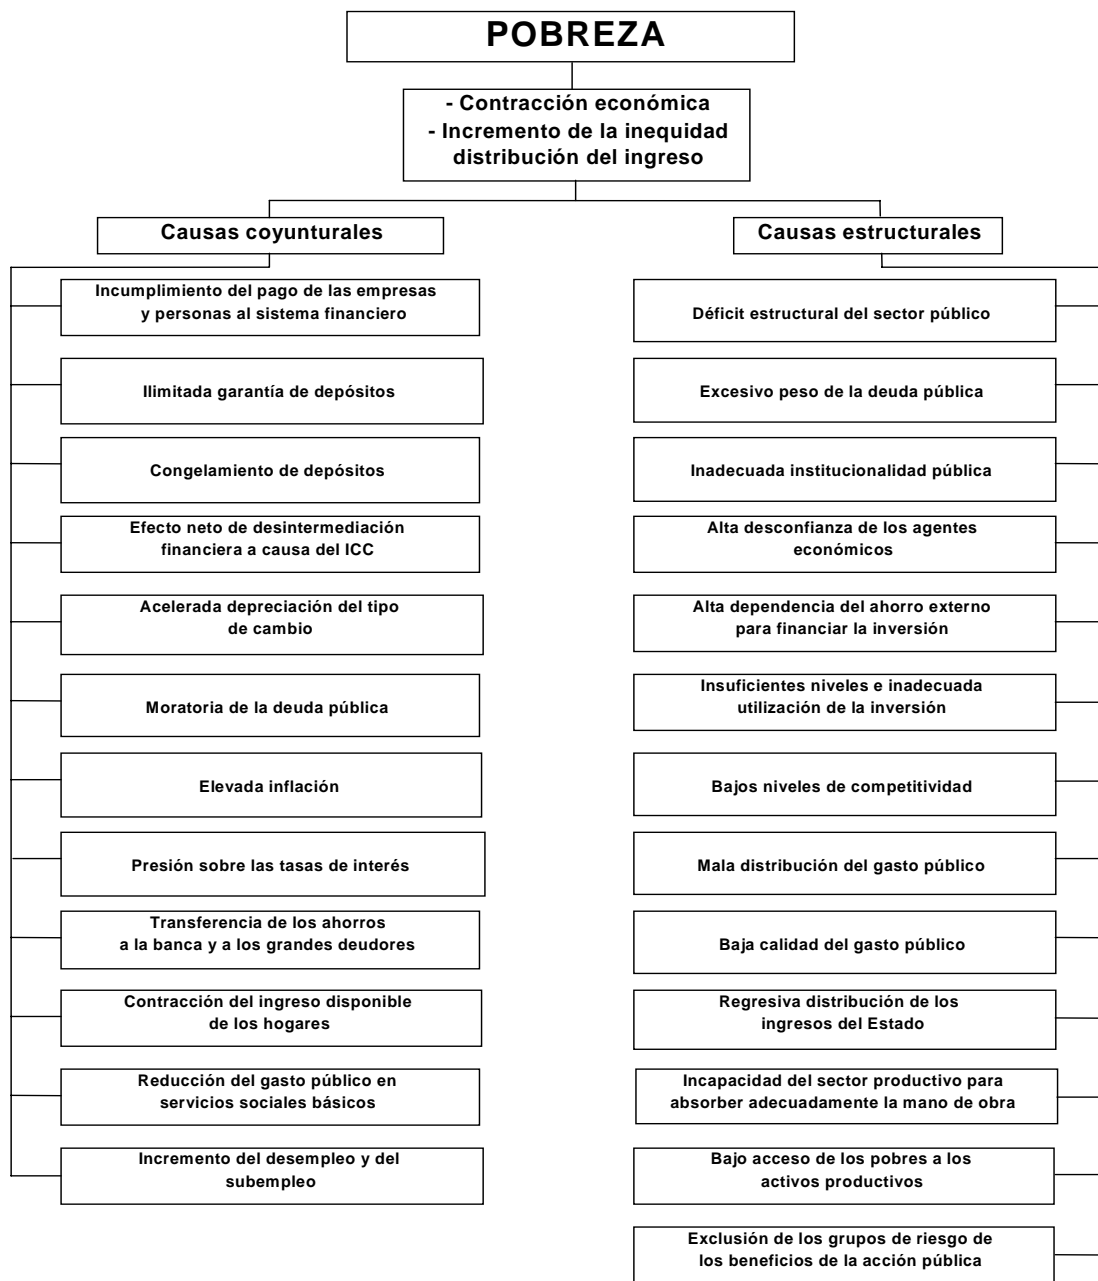 POBREZA
- Contracción económica
- Incremento de la inequidad
distribución del ingreso
Causas coyunturales
Incumplimiento del pago de las empresas
y personas al sistema financiero
Ilimitada garantía de depósitos
Congelamiento de depósitos
Efecto neto de desintermediación
financiera a causa del ICC
Acelerada depreciación del tipo
de cambio
Moratoria de la deuda pública
Elevada inflación
Presión sobre las tasas de interés
Transferencia de los ahorros
a la banca y a los grandes deudores
Contracción del ingreso disponible
de los hogares
Reducción del gasto público en
servicios sociales básicos
Incremento del desempleo y del
subempleo
Causas estructurales
Déficit estructural del sector público
Excesivo peso de la deuda pública
Inadecuada institucionalidad pública
Alta desconfianza de los agentes
económicos
Alta dependencia del ahorro externo
para financiar la inversión
Insuficientes niveles e inadecuada
utilización de la inversión
Bajos niveles de competitividad
Mala distribución del gasto público
Baja calidad del gasto público
Regresiva distribución de los
ingresos del Estado
Incapacidad del sector productivo para
absorber adecuadamente la mano de obra
Bajo acceso de los pobres a los
activos productivos
Exclusión de los grupos de riesgo de
los beneficios de la acción pública